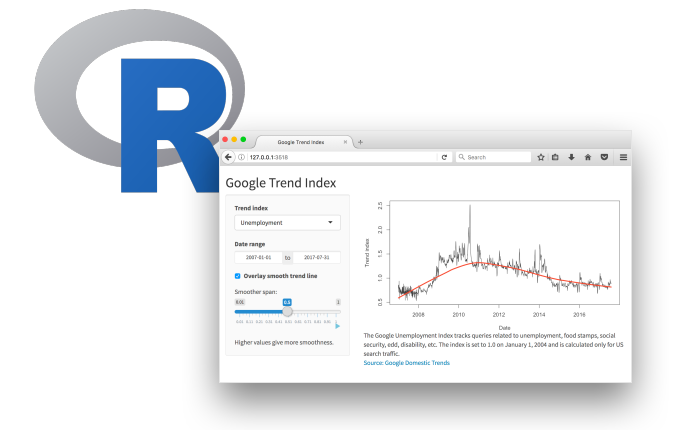 R
Google Trend Index
127.0.0.1:3518
Search
Google Trend Index
Trend index
Unemployment
Date range
2007-01-01 to 2017-07-31
Overlay smooth trend line
Smoother span:
0.01 0.5 1
0.01 0.11 0.21 0.31 0.41 0.51 0.61 0.71 0.81 0.91 1
Higher values give more smoothness.
Trend index
2.5
2.0
1.5
1.0
0.5
2008 2010 2012 2014 2016
Date
The Google Unemployment Index tracks queries related to unemployment, food stamps, social
security, edd, disability, etc. The index is set to 1.0 on January 1, 2004 and is calculated only for US
search traffic.
Source: Google Domestic Trends